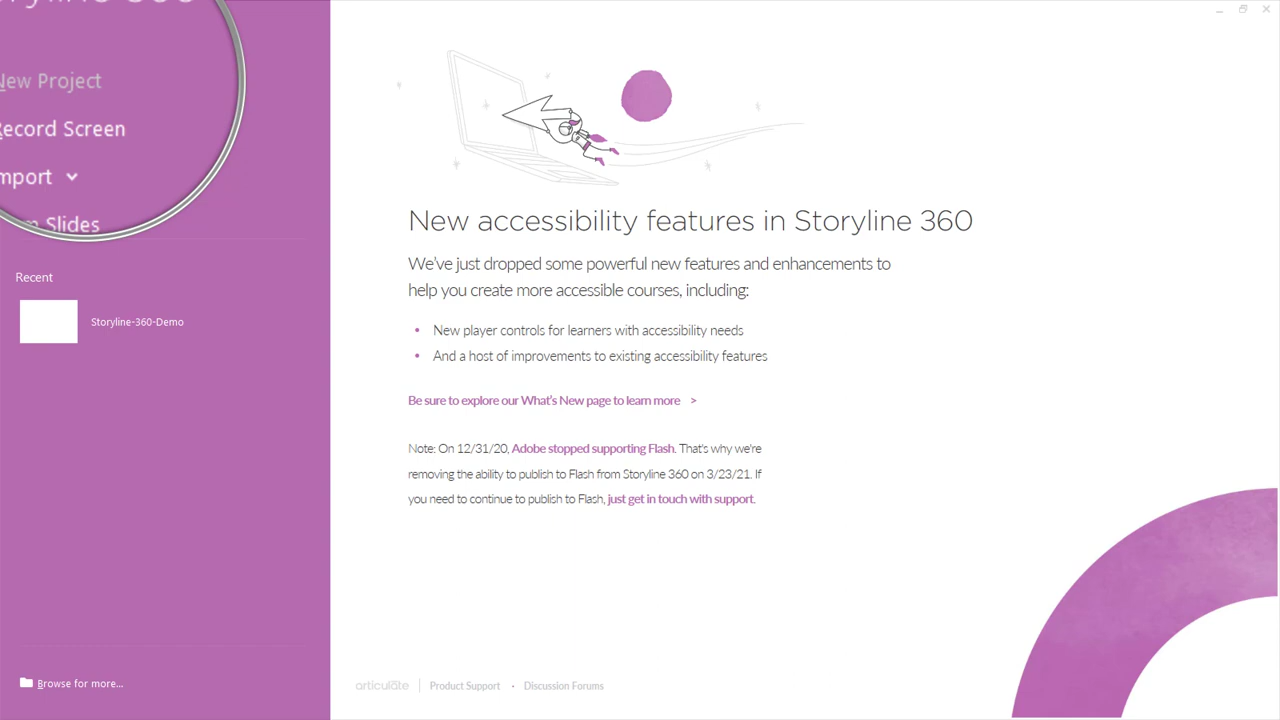 360
New Project
Record Screen
Import
Slides
Recent
Storyline-360-Demo
Browse for more...
New accessibility features in Storyline 360
We've just dropped some powerful new features and enhancements to
help you create more accessible courses, including:
• New player controls for learners with accessibility needs
• And a host of improvements to existing accessibility features
Be sure to explore our What's New page to learn more >
Note: On 12/31/20, Adobe stopped supporting Flash. That's why we're
removing the ability to publish to Flash from Storyline 360 on 3/23/21. If
you need to continue to publish to Flash, just get in touch with support.
articulate | Product Support · Discussion Forums